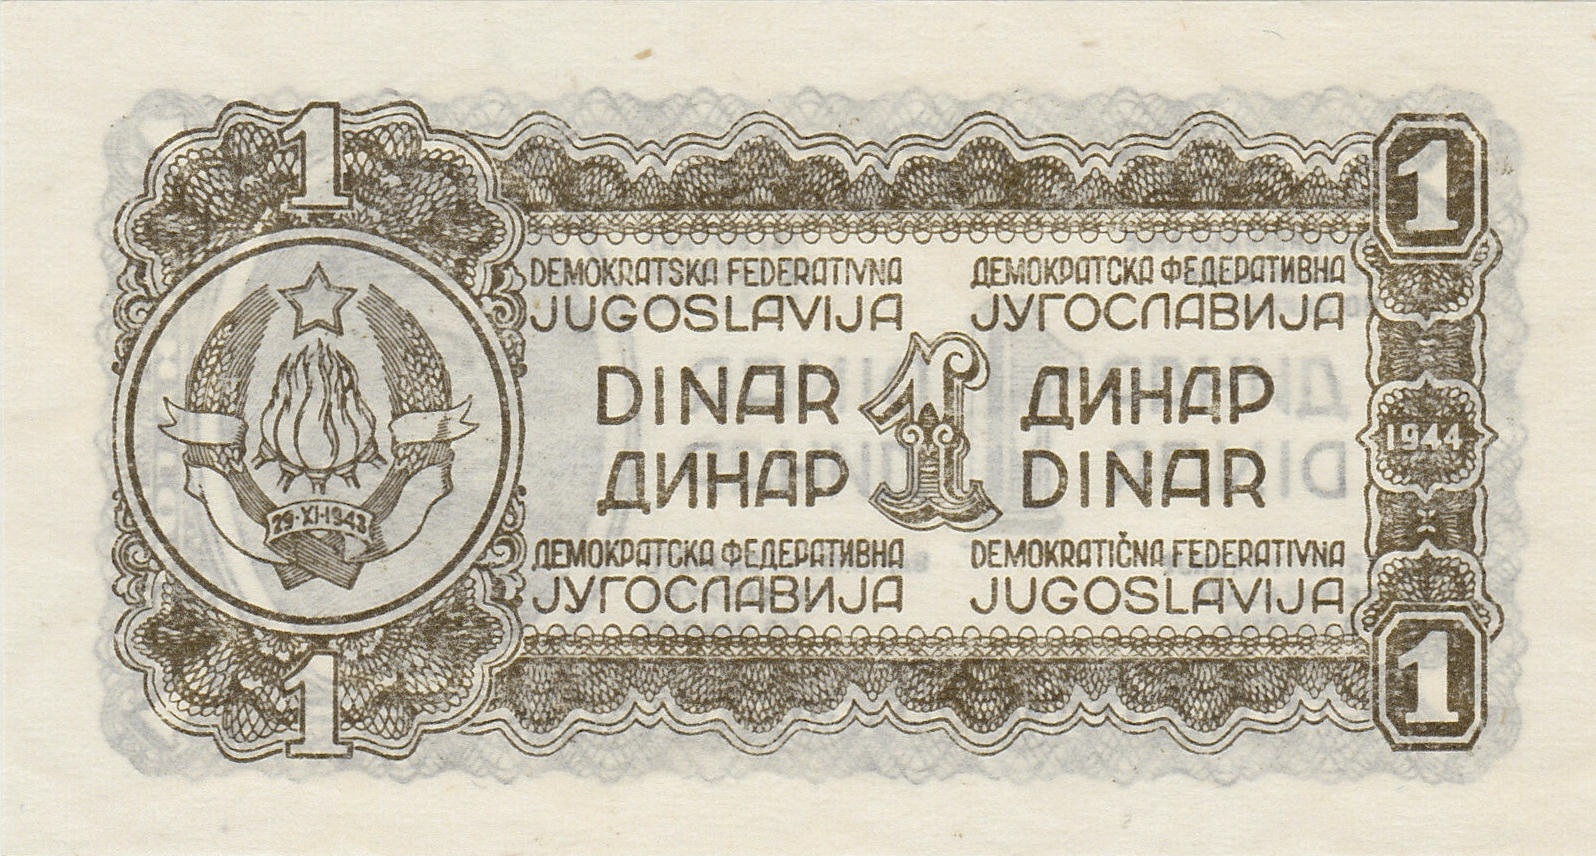 1
1
DEMOKRATSKA FEDERATIVNA
JUGOSLAVIJA
ДЕМОКРАТСКА ФЕДЕРАТИВНА
ЈУГОСЛАВИЈА
DINAR
1
ДИНАР
ДИНАР
DINAR
1944
29·XI·1943
ДЕМОКРАТСКА ФЕДЕРАТИВНА
ЈУГОСЛАВИЈА
DEMOKRATIČNA FEDERATIVNA
JUGOSLAVIJA
1
1